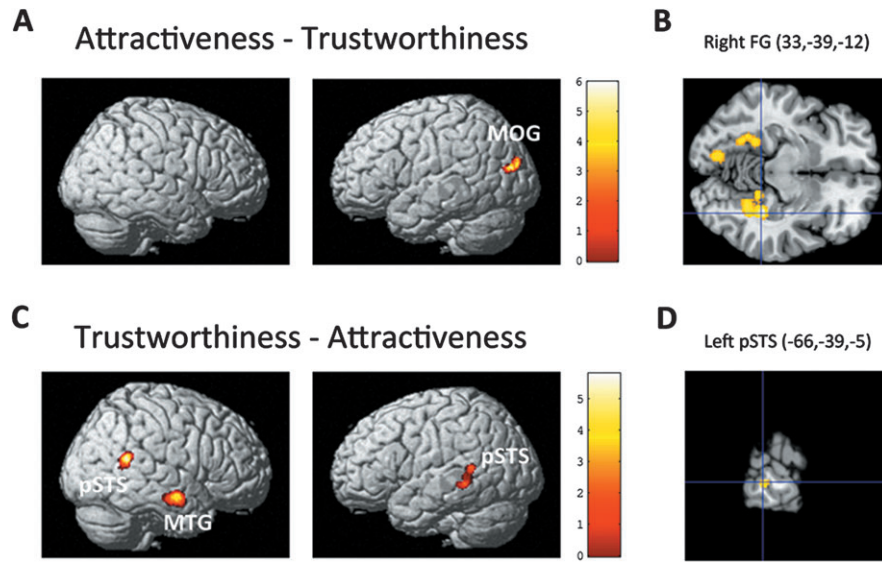 A
Attractiveness - Trustworthiness
MOG
6
5
4
3
2
1
0
B
Right FG (33,-39,-12)
C
Trustworthiness - Attractiveness
pSTS
MTG
pSTS
5
4
3
2
1
0
D
Left pSTS (-66,-39,-5)